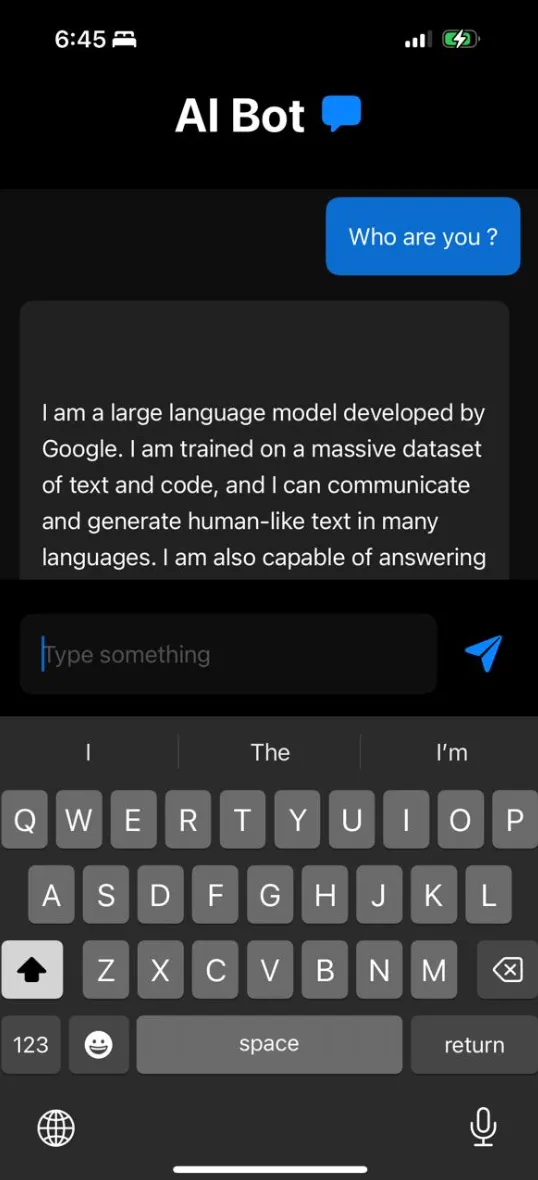 6:45
AI Bot
Who are you ?
I am a large language model developed by
Google. I am trained on a massive dataset
of text and code, and I can communicate
and generate human-like text in many
languages. I am also capable of answering
Type something
I The I’m
Q W E R T Y U I O P
A S D F G H J K L
Z X C V B N M
123 space return